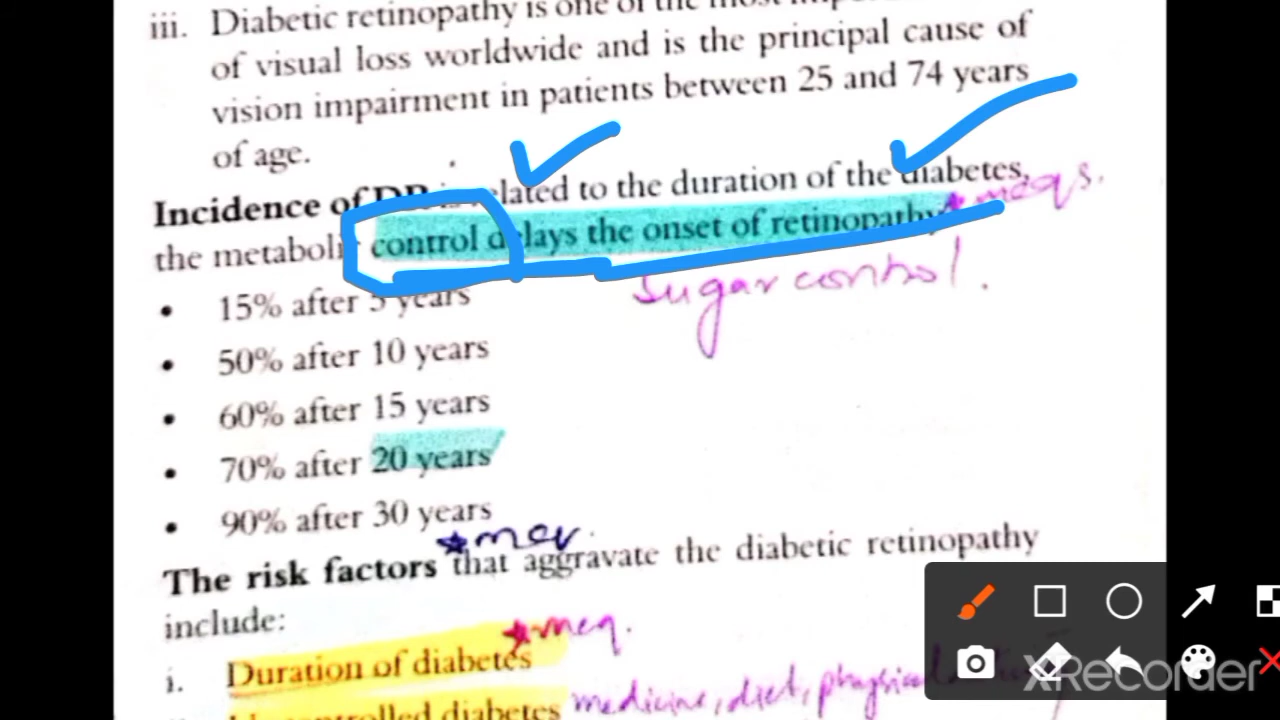 iii. Diabetic retinopathy is one of the most
of visual loss worldwide and is the principal cause of
vision impairment in patients between 25 and 74 years
of age.
Incidence of DR is related to the duration of the diabetes,
*mcqs.
the metabolic control delays the onset of retinopathy
Sugar control.
• 15% after 5 years
• 50% after 10 years
• 60% after 15 years
• 70% after 20 years
• 90% after 30 years
The risk factors that aggravate the diabetic retinopathy
include:
*mcq.
i. Duration of diabetes
diabetes medicine, diet, physical
XRecorder